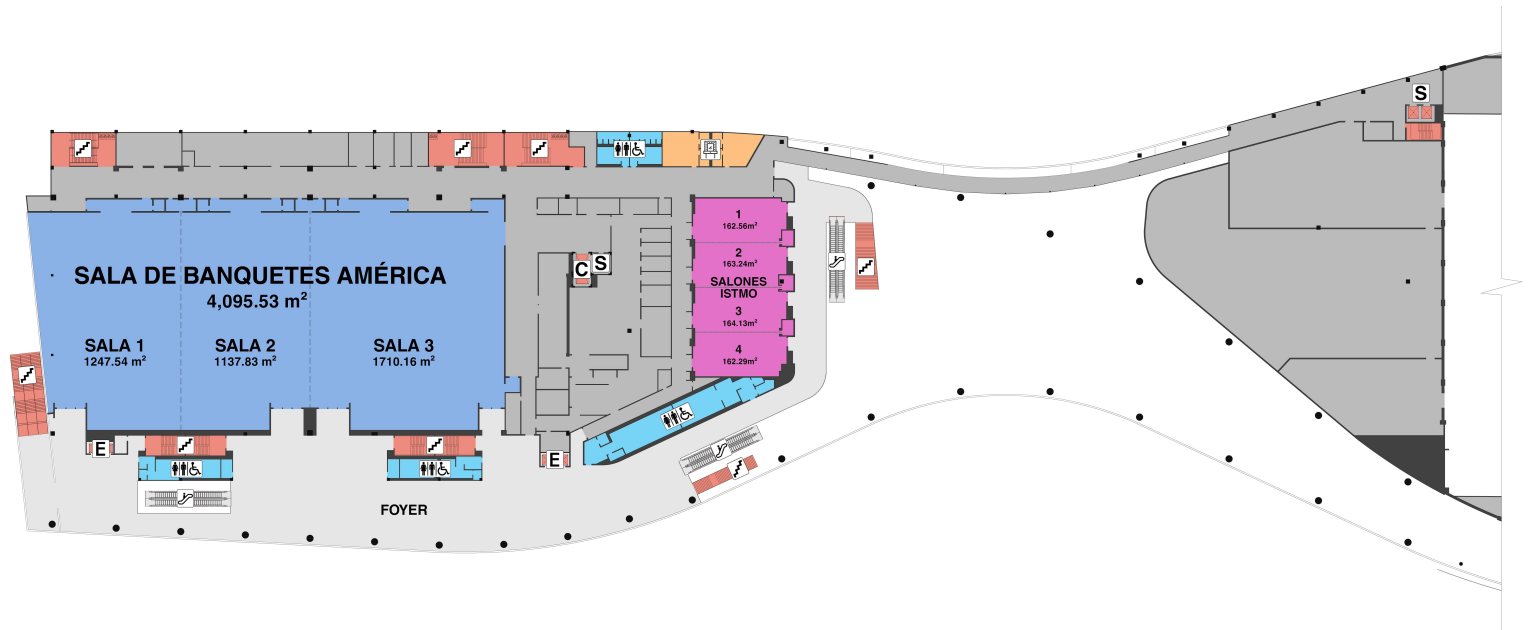 S
1
162.56m²
2
163.24m²
SALONES
ISTMO
3
164.13m²
4
162.29m²
C
S
SALA DE BANQUETES AMÉRICA
4,095.53 m²
SALA 1
1247.54 m²
SALA 2
1137.83 m²
SALA 3
1710.16 m²
E
E
FOYER